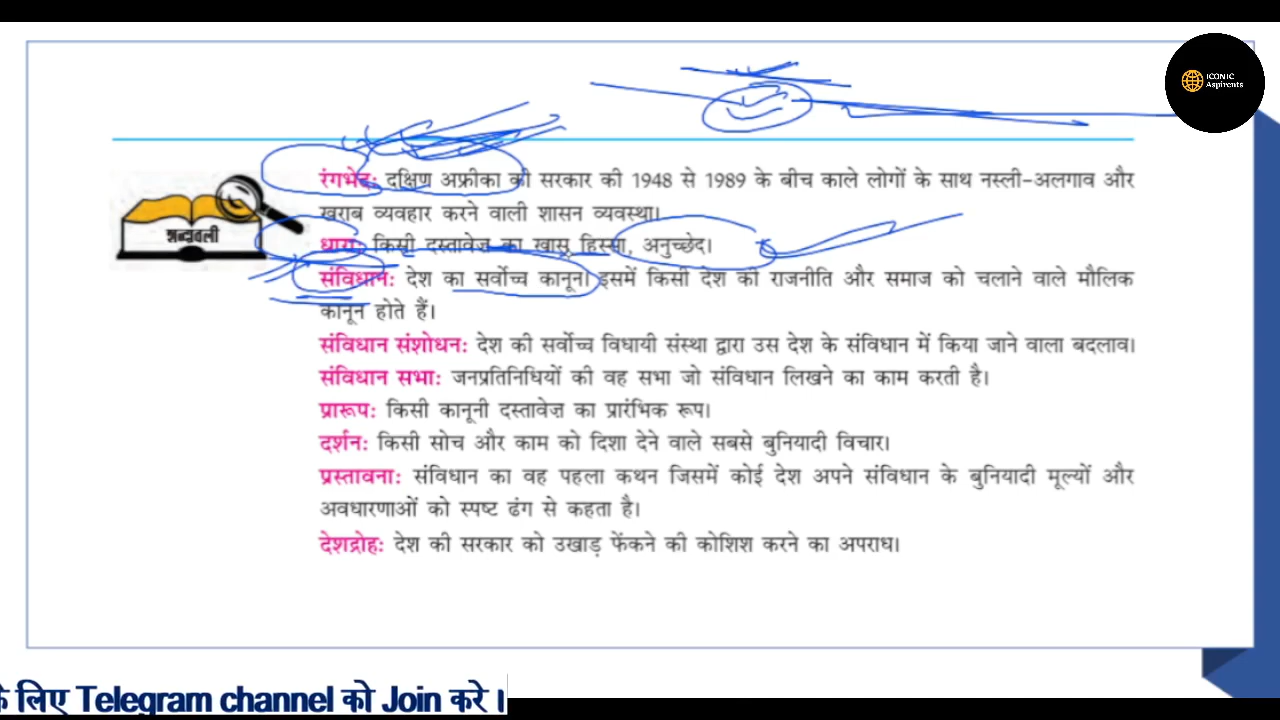 ICONIC
Aspirents
रंगभेद: दक्षिण अफ्रीका की सरकार की 1948 से 1989 के बीच काले लोगों के साथ नस्ली-अलगाव और
खराब व्यवहार करने वाली शासन व्यवस्था।
शब्दावली
धारा: किसी दस्तावेज़ का खास हिस्सा, अनुच्छेद।
संविधान: देश का सर्वोच्च कानून। इसमें किसी देश की राजनीति और समाज को चलाने वाले मौलिक
कानून होते हैं।
संविधान संशोधन: देश की सर्वोच्च विधायी संस्था द्वारा उस देश के संविधान में किया जाने वाला बदलाव।
संविधान सभा: जनप्रतिनिधियों की वह सभा जो संविधान लिखने का काम करती है।
प्रारूप: किसी कानूनी दस्तावेज़ का प्रारंभिक रूप।
दर्शन: किसी सोच और काम को दिशा देने वाले सबसे बुनियादी विचार।
प्रस्तावना: संविधान का वह पहला कथन जिसमें कोई देश अपने संविधान के बुनियादी मूल्यों और
अवधारणाओं को स्पष्ट ढंग से कहता है।
देशद्रोह: देश की सरकार को उखाड़ फेंकने की कोशिश करने का अपराध।
के लिए Telegram channel को Join करे।